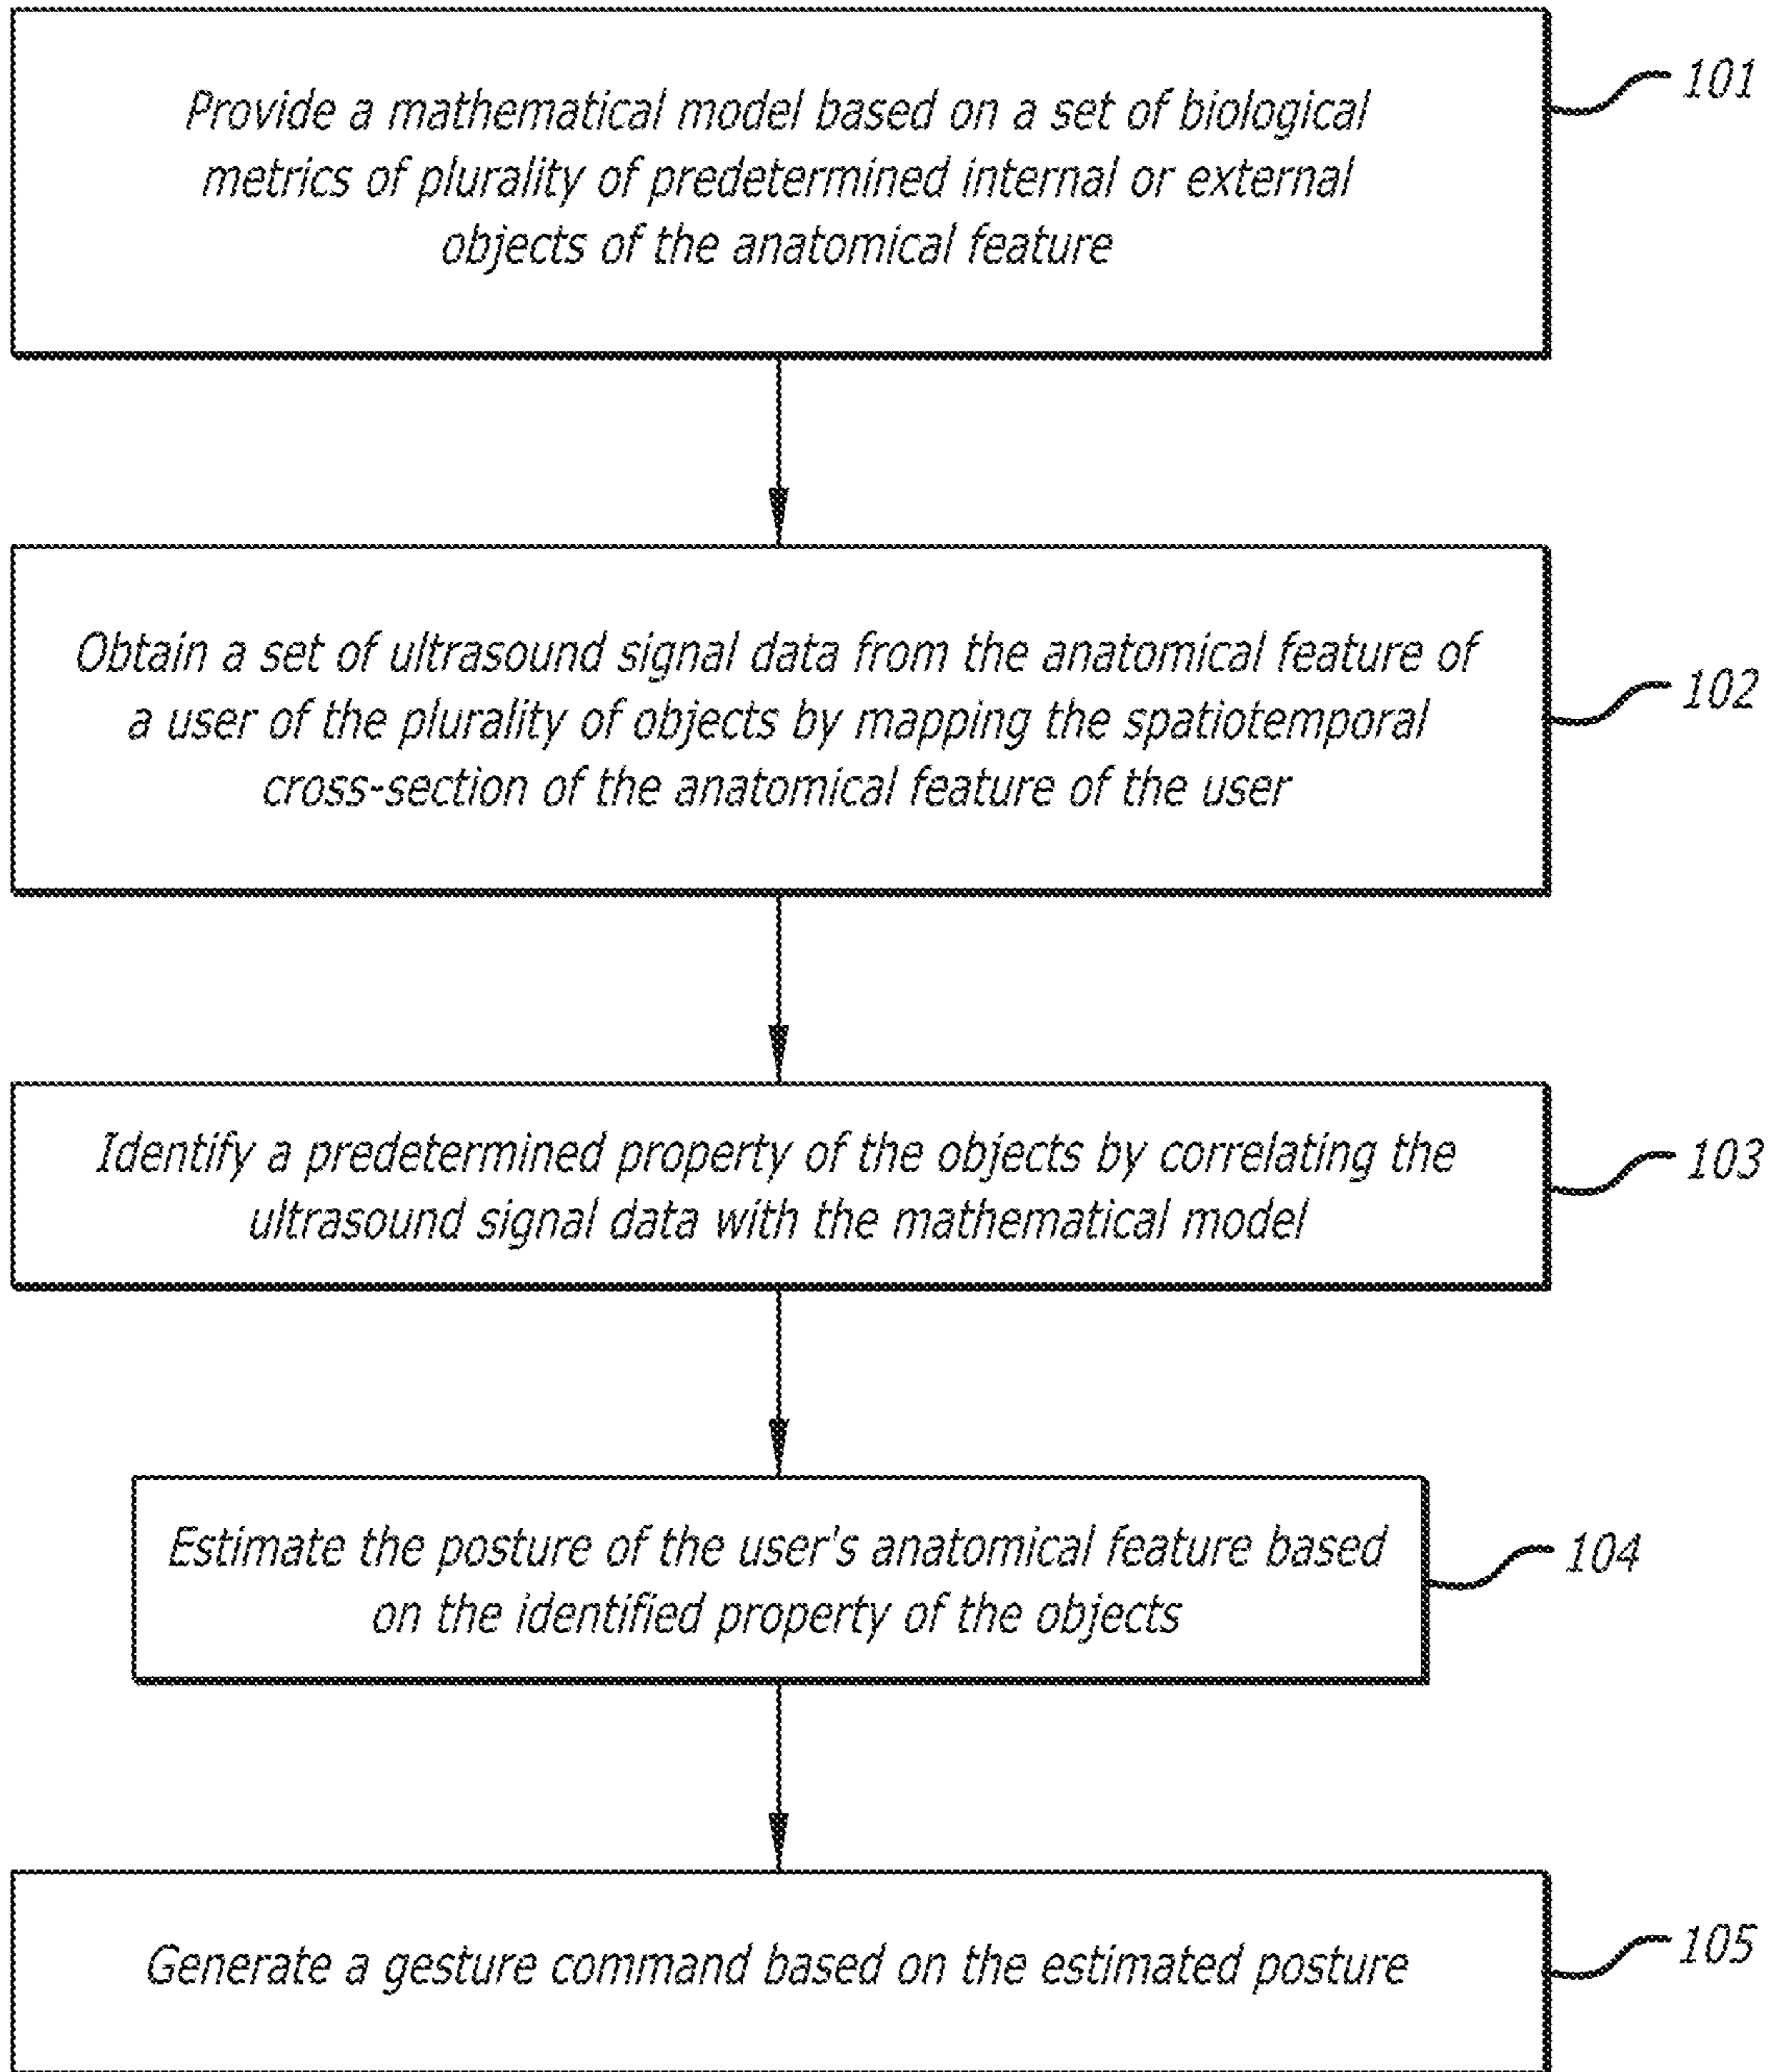 Provide a mathematical model based on a set of biological
metrics of plurality of predetermined internal or external
objects of the anatomical feature
101
Obtain a set of ultrasound signal data from the anatomical feature of
a user of the plurality of objects by mapping the spatiotemporal
cross-section of the anatomical feature of the user
102
Identify a predetermined property of the objects by correlating the
ultrasound signal data with the mathematical model
103
Estimate the posture of the user's anatomical feature based
on the identified property of the objects
104
Generate a gesture command based on the estimated posture
105